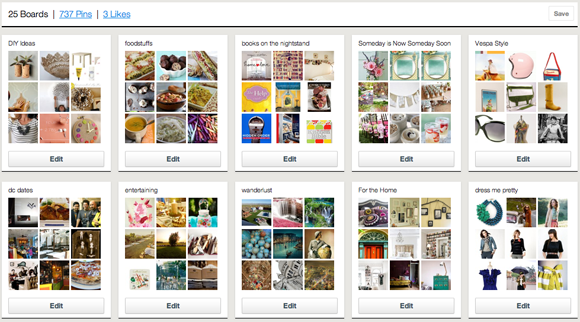 25 Boards | 737 Pins | 3 Likes
Save
DIY Ideas
foodstuffs
books on the nightstand
Someday is Now Someday Soon
Vespa Style
Edit
Edit
Edit
Edit
Edit
dc dates
entertaining
wanderlust
For the Home
dress me pretty
Edit
Edit
Edit
Edit
Edit